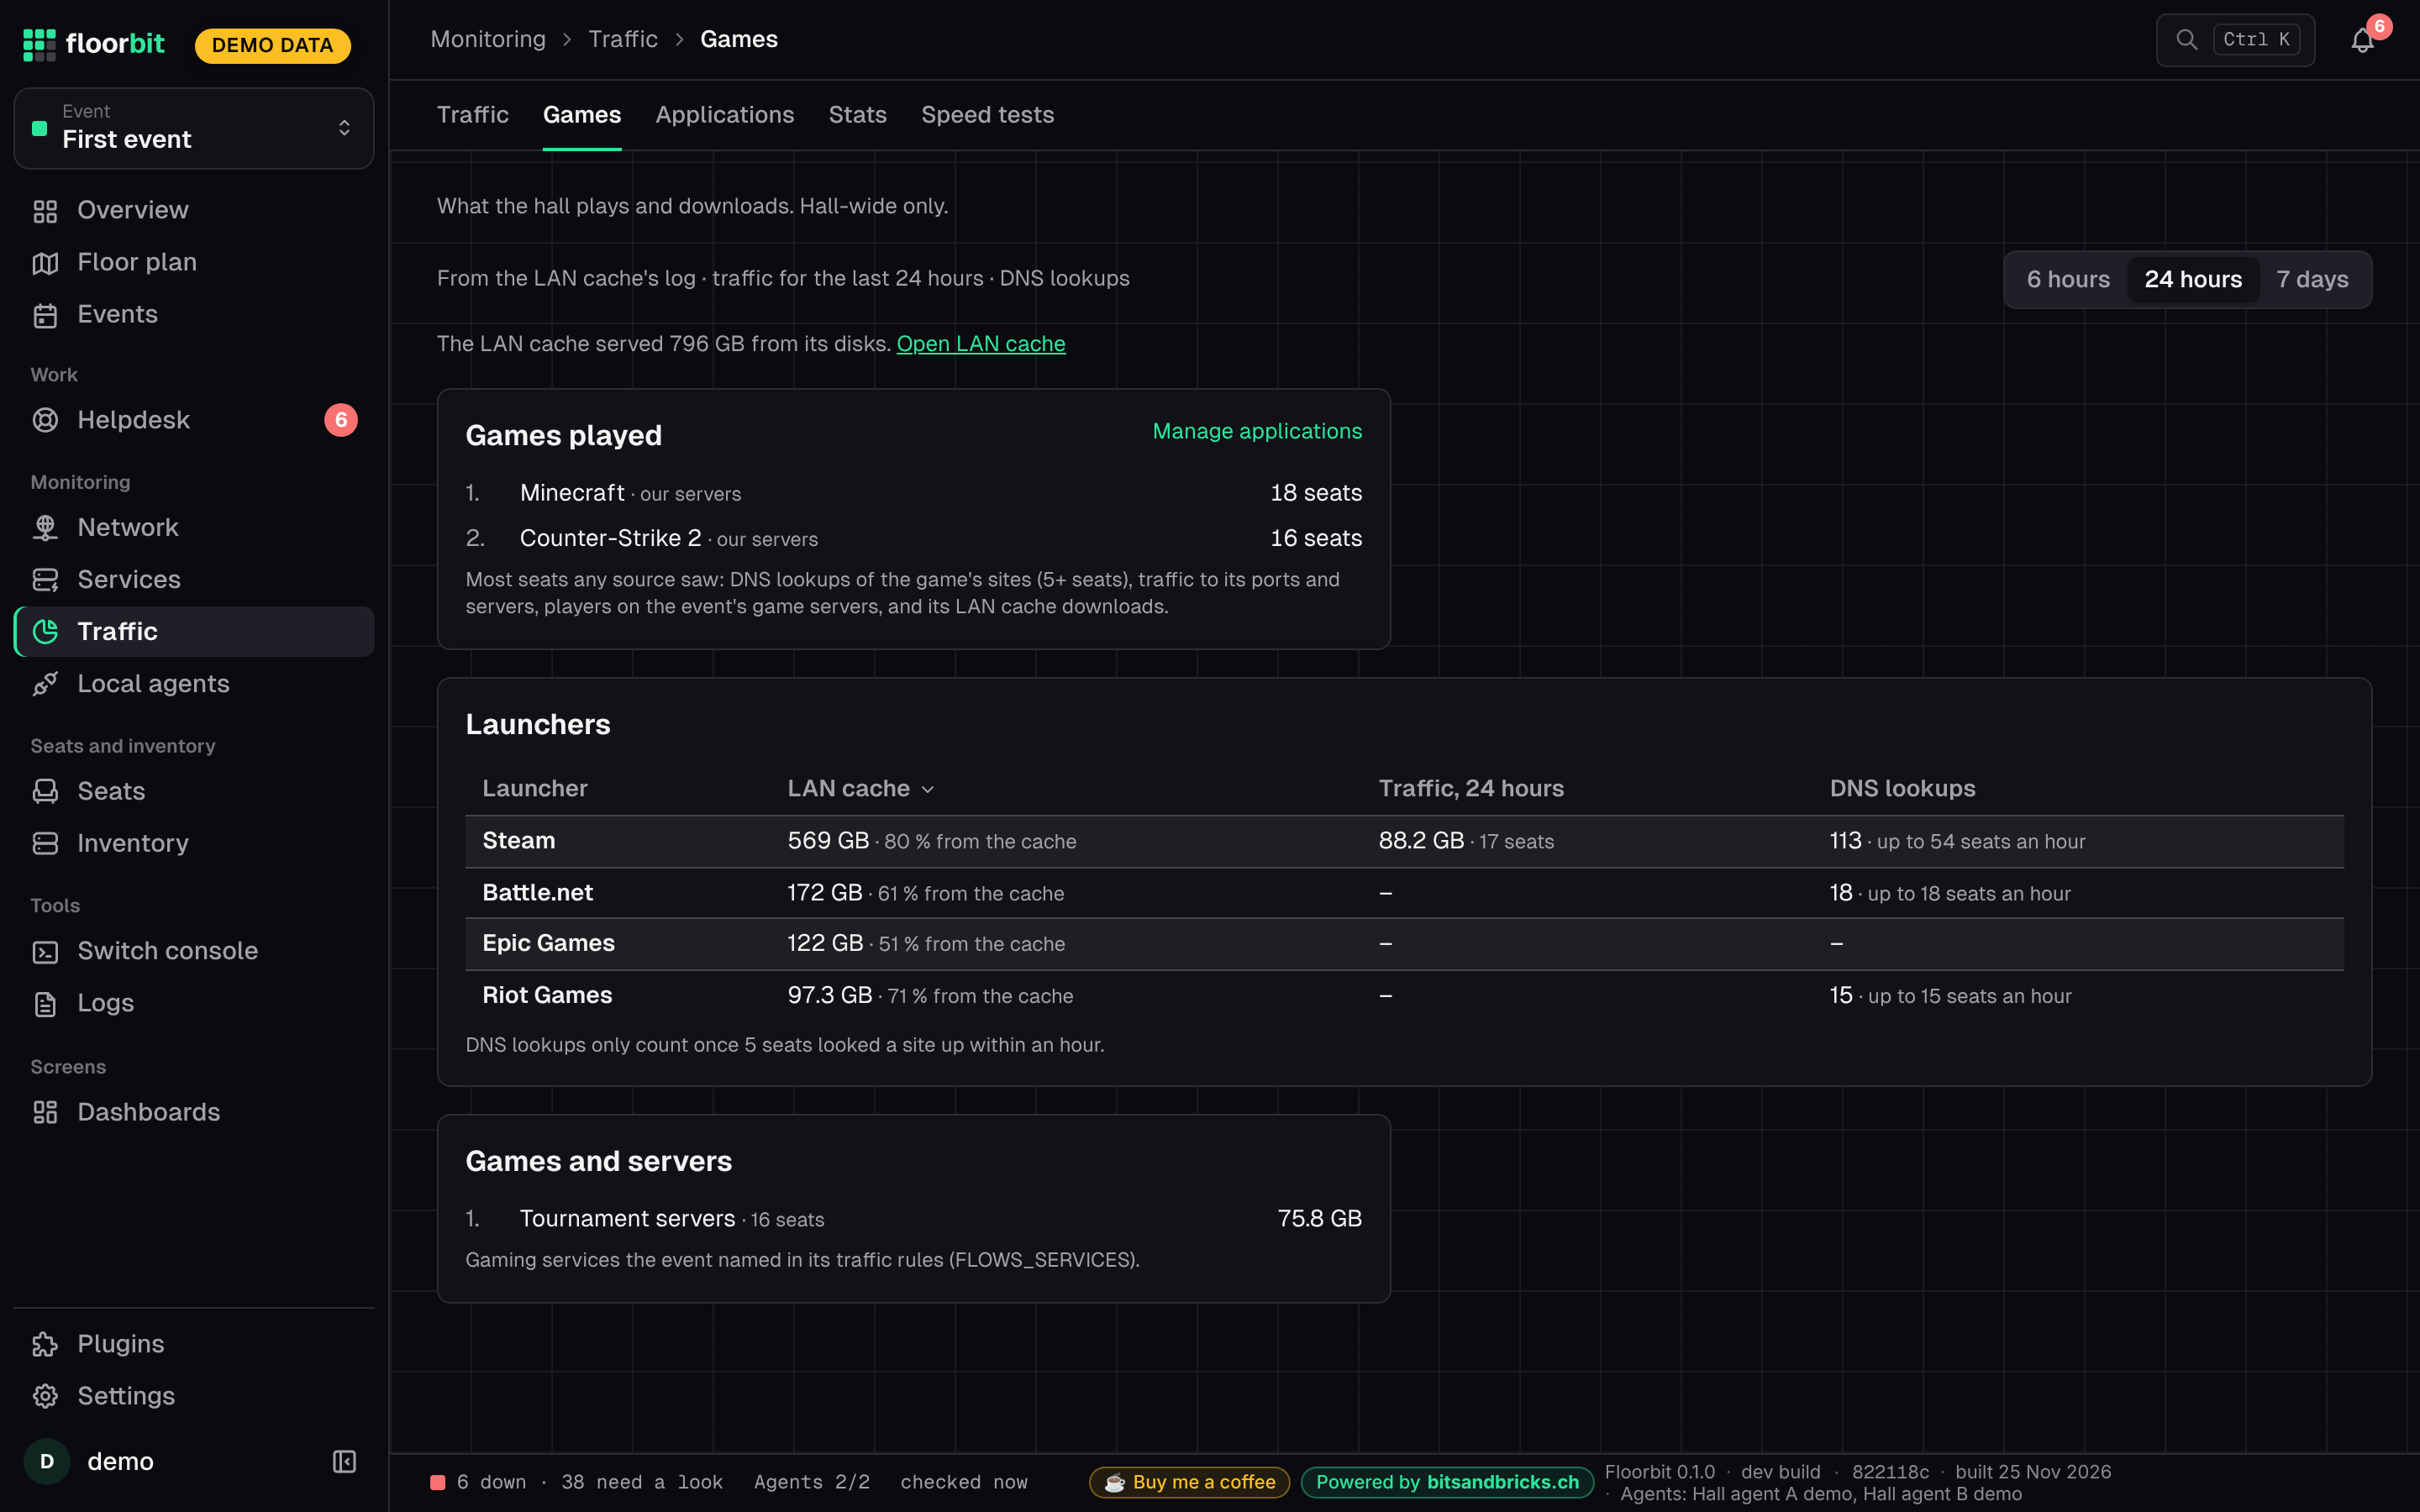 floorbit
DEMO DATA
Event
First event
Overview
Floor plan
Events
Work
Helpdesk 6
Monitoring
Network
Services
Traffic
Local agents
Seats and inventory
Seats
Inventory
Tools
Switch console
Logs
Screens
Dashboards
Plugins
Settings
D demo
Monitoring > Traffic > Games
Ctrl K
6
Traffic Games Applications Stats Speed tests
What the hall plays and downloads. Hall-wide only.
From the LAN cache's log · traffic for the last 24 hours · DNS lookups
6 hours 24 hours 7 days
The LAN cache served 796 GB from its disks. Open LAN cache
Games played Manage applications
1. Minecraft · our servers 18 seats
2. Counter-Strike 2 · our servers 16 seats
Most seats any source saw: DNS lookups of the game's sites (5+ seats), traffic to its ports and
servers, players on the event's game servers, and its LAN cache downloads.
Launchers
Launcher LAN cache Traffic, 24 hours DNS lookups
Steam 569 GB · 80 % from the cache 88.2 GB · 17 seats 113 · up to 54 seats an hour
Battle.net 172 GB · 61 % from the cache – 18 · up to 18 seats an hour
Epic Games 122 GB · 51 % from the cache – –
Riot Games 97.3 GB · 71 % from the cache – 15 · up to 15 seats an hour
DNS lookups only count once 5 seats looked a site up within an hour.
Games and servers
1. Tournament servers · 16 seats 75.8 GB
Gaming services the event named in its traffic rules (FLOWS_SERVICES).
6 down · 38 need a look Agents 2/2 checked now
☕ Buy me a coffee
Powered by bitsandbricks.ch
Floorbit 0.1.0 · dev build · 822118c · built 25 Nov 2026
· Agents: Hall agent A demo, Hall agent B demo